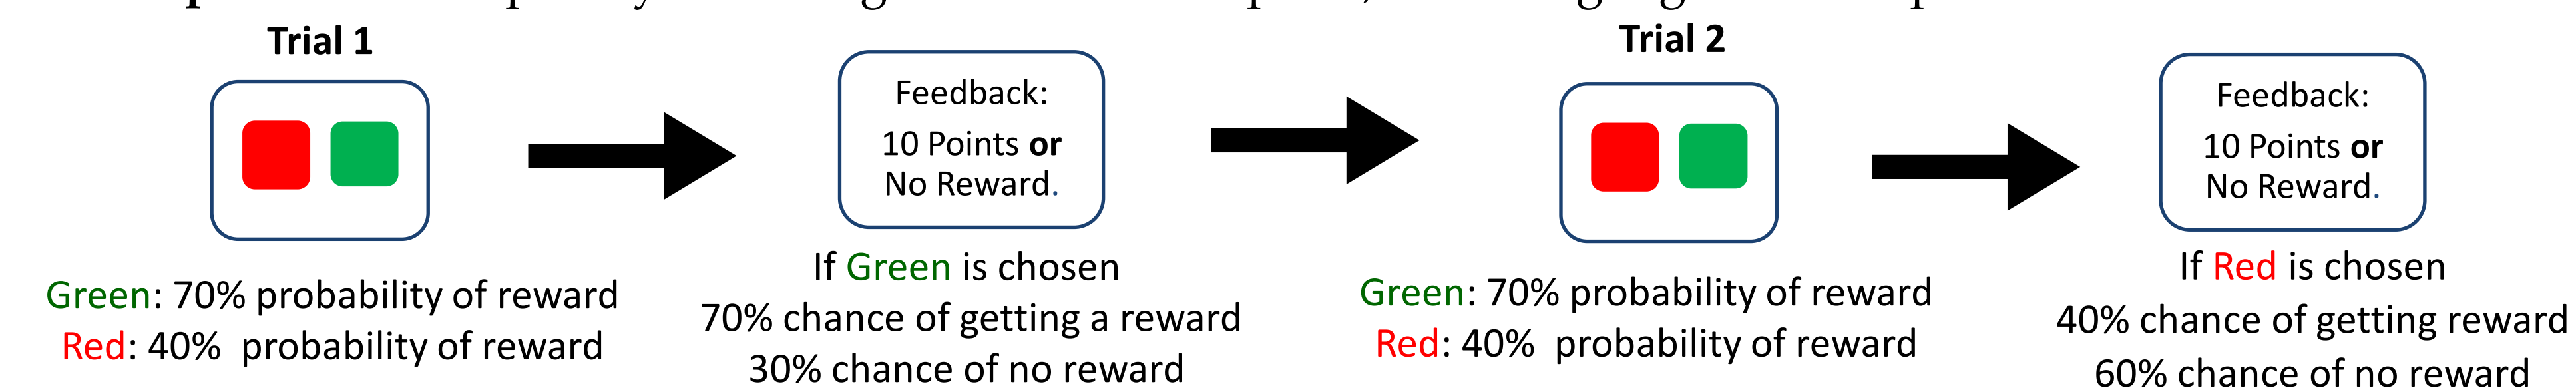 Trial 1
Green: 70% probability of reward
Red: 40% probability of reward
Feedback:
10 Points or
No Reward.
If Green is chosen
70% chance of getting a reward
30% chance of no reward
Trial 2
Green: 70% probability of reward
Red: 40% probability of reward
Feedback:
10 Points or
No Reward.
If Red is chosen
40% chance of getting reward
60% chance of no reward